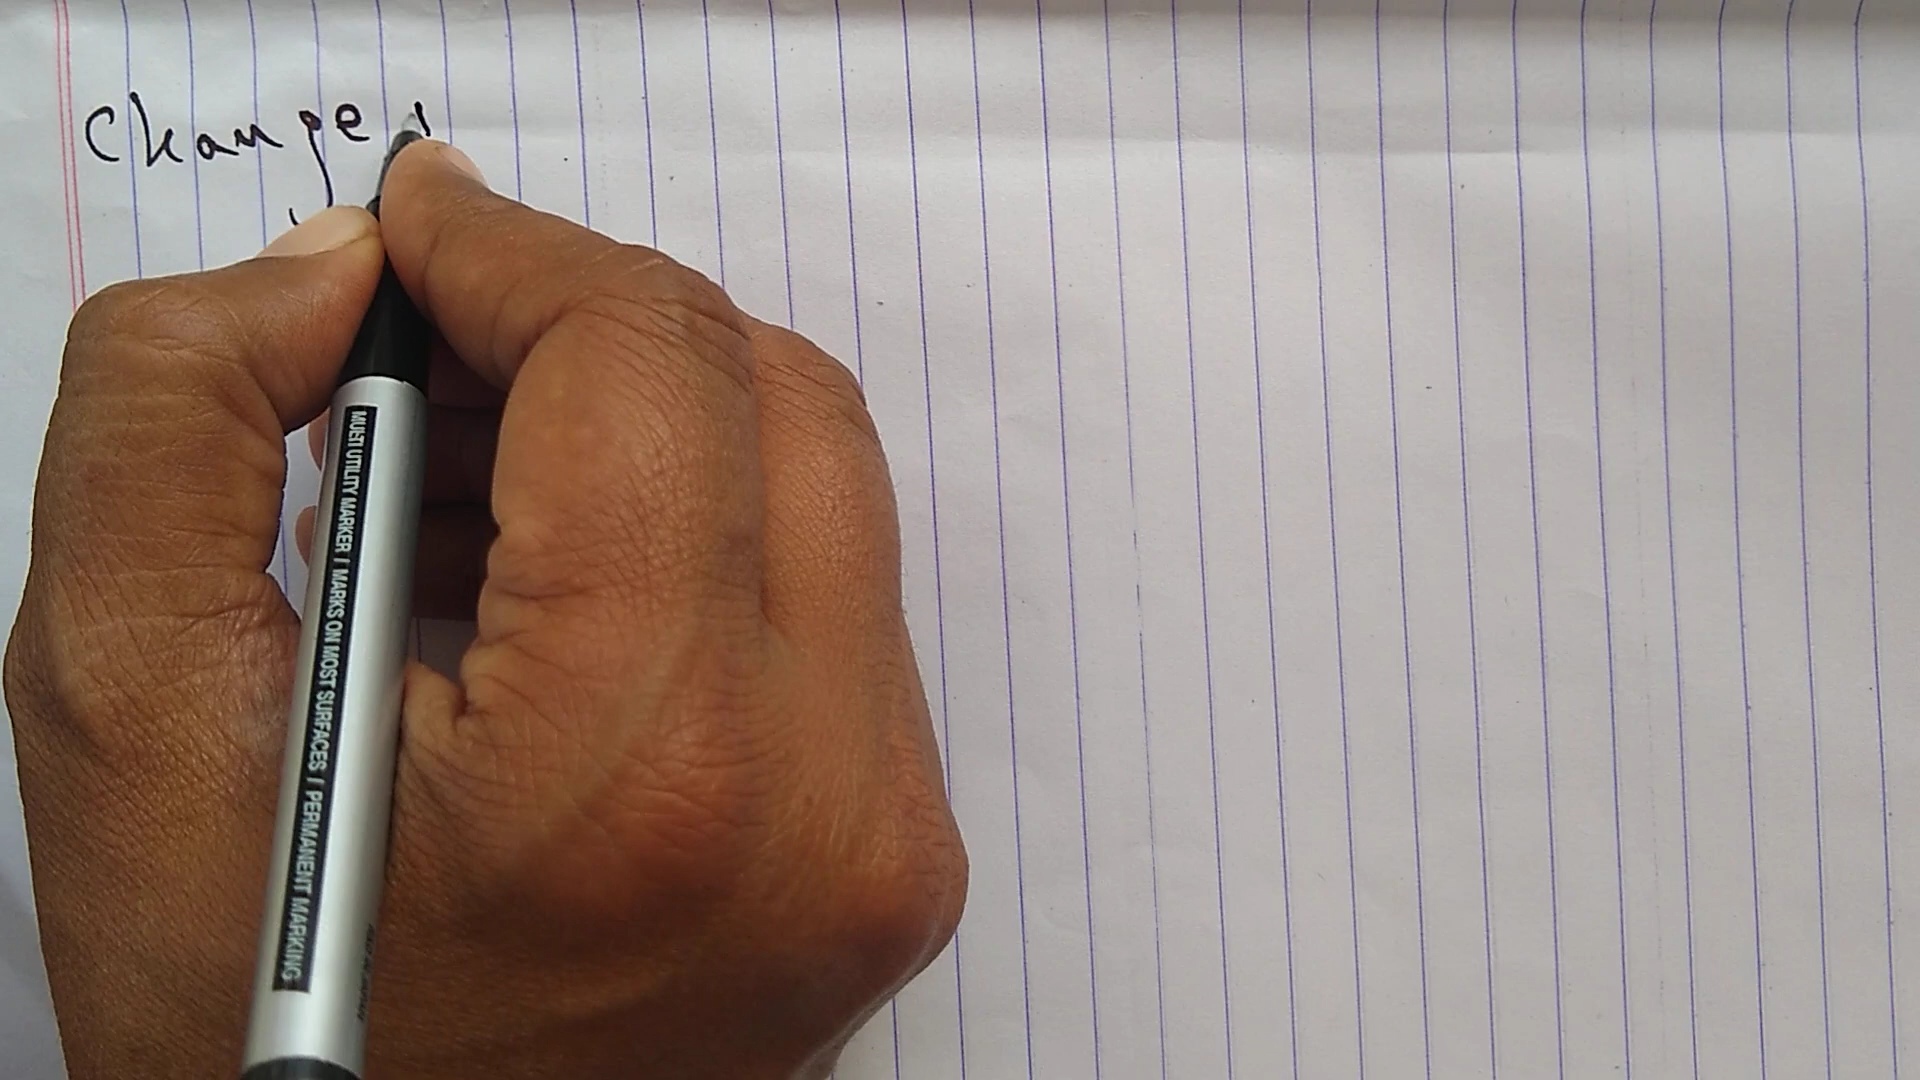 Change
MULTI UTILITY MARKER / MARKS ON MOST SURFACES / PERMANENT MARKING